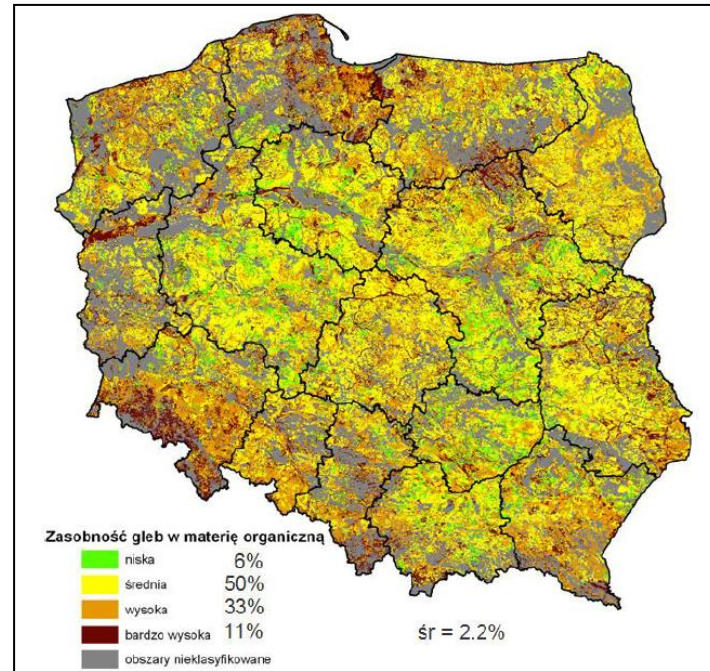 Zasobność gleb w materię organiczną
niska 6%
średnia 50%
wysoka 33%
bardzo wysoka 11%
śr = 2.2%
obszary nieklasyfikowane